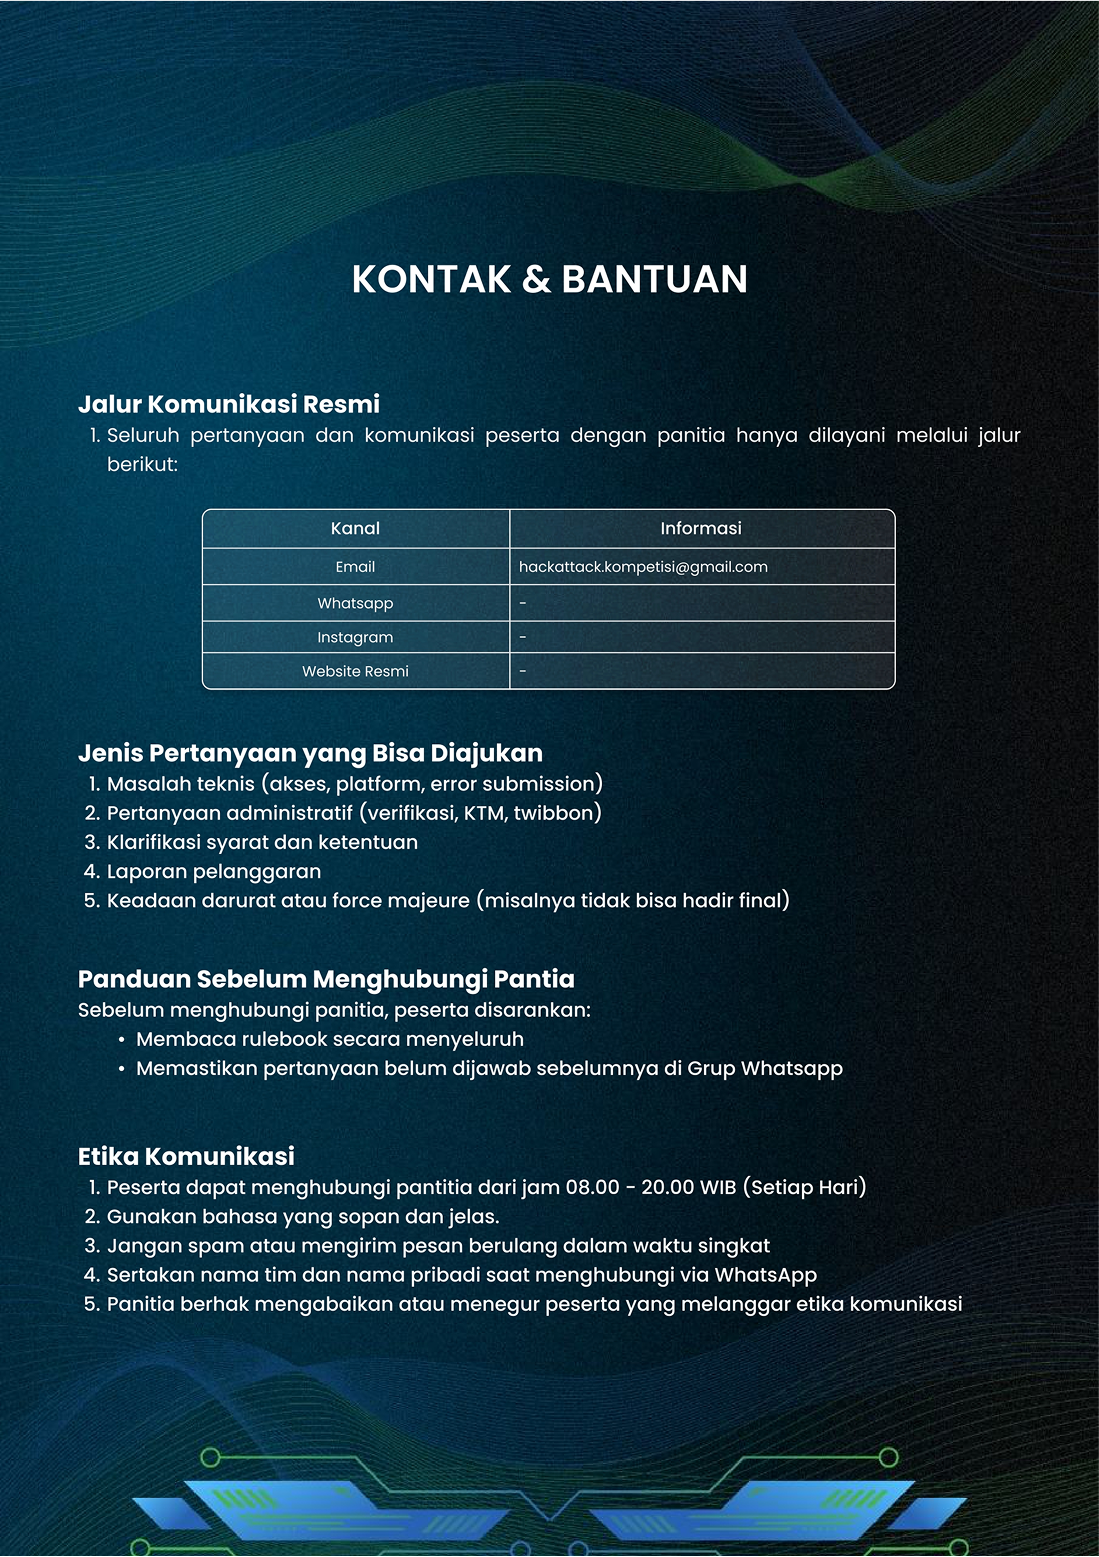 KONTAK & BANTUAN
Jalur Komunikasi Resmi
1. Seluruh pertanyaan dan komunikasi peserta dengan panitia hanya dilayani melalui jalur
berikut:
Kanal Informasi
Email hackattack.kompetisi@gmail.com
Whatsapp -
Instagram -
Website Resmi -
Jenis Pertanyaan yang Bisa Diajukan
1. Masalah teknis (akses, platform, error submission)
2. Pertanyaan administratif (verifikasi, KTM, twibbon)
3. Klarifikasi syarat dan ketentuan
4. Laporan pelanggaran
5. Keadaan darurat atau force majeure (misalnya tidak bisa hadir final)
Panduan Sebelum Menghubungi Pantia
Sebelum menghubungi panitia, peserta disarankan:
• Membaca rulebook secara menyeluruh
• Memastikan pertanyaan belum dijawab sebelumnya di Grup Whatsapp
Etika Komunikasi
1. Peserta dapat menghubungi pantitia dari jam 08.00 - 20.00 WIB (Setiap Hari)
2. Gunakan bahasa yang sopan dan jelas.
3. Jangan spam atau mengirim pesan berulang dalam waktu singkat
4. Sertakan nama tim dan nama pribadi saat menghubungi via WhatsApp
5. Panitia berhak mengabaikan atau menegur peserta yang melanggar etika komunikasi